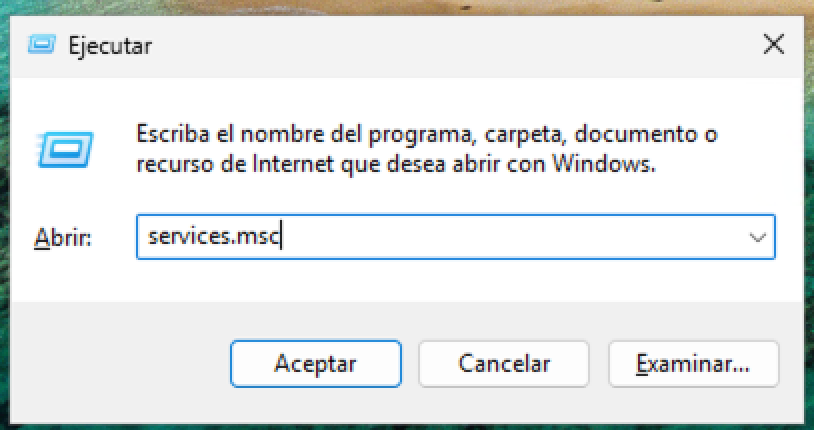 Ejecutar
Escriba el nombre del programa, carpeta, documento o
recurso de Internet que desea abrir con Windows.
Abrir: services.msc
Aceptar Cancelar Examinar...